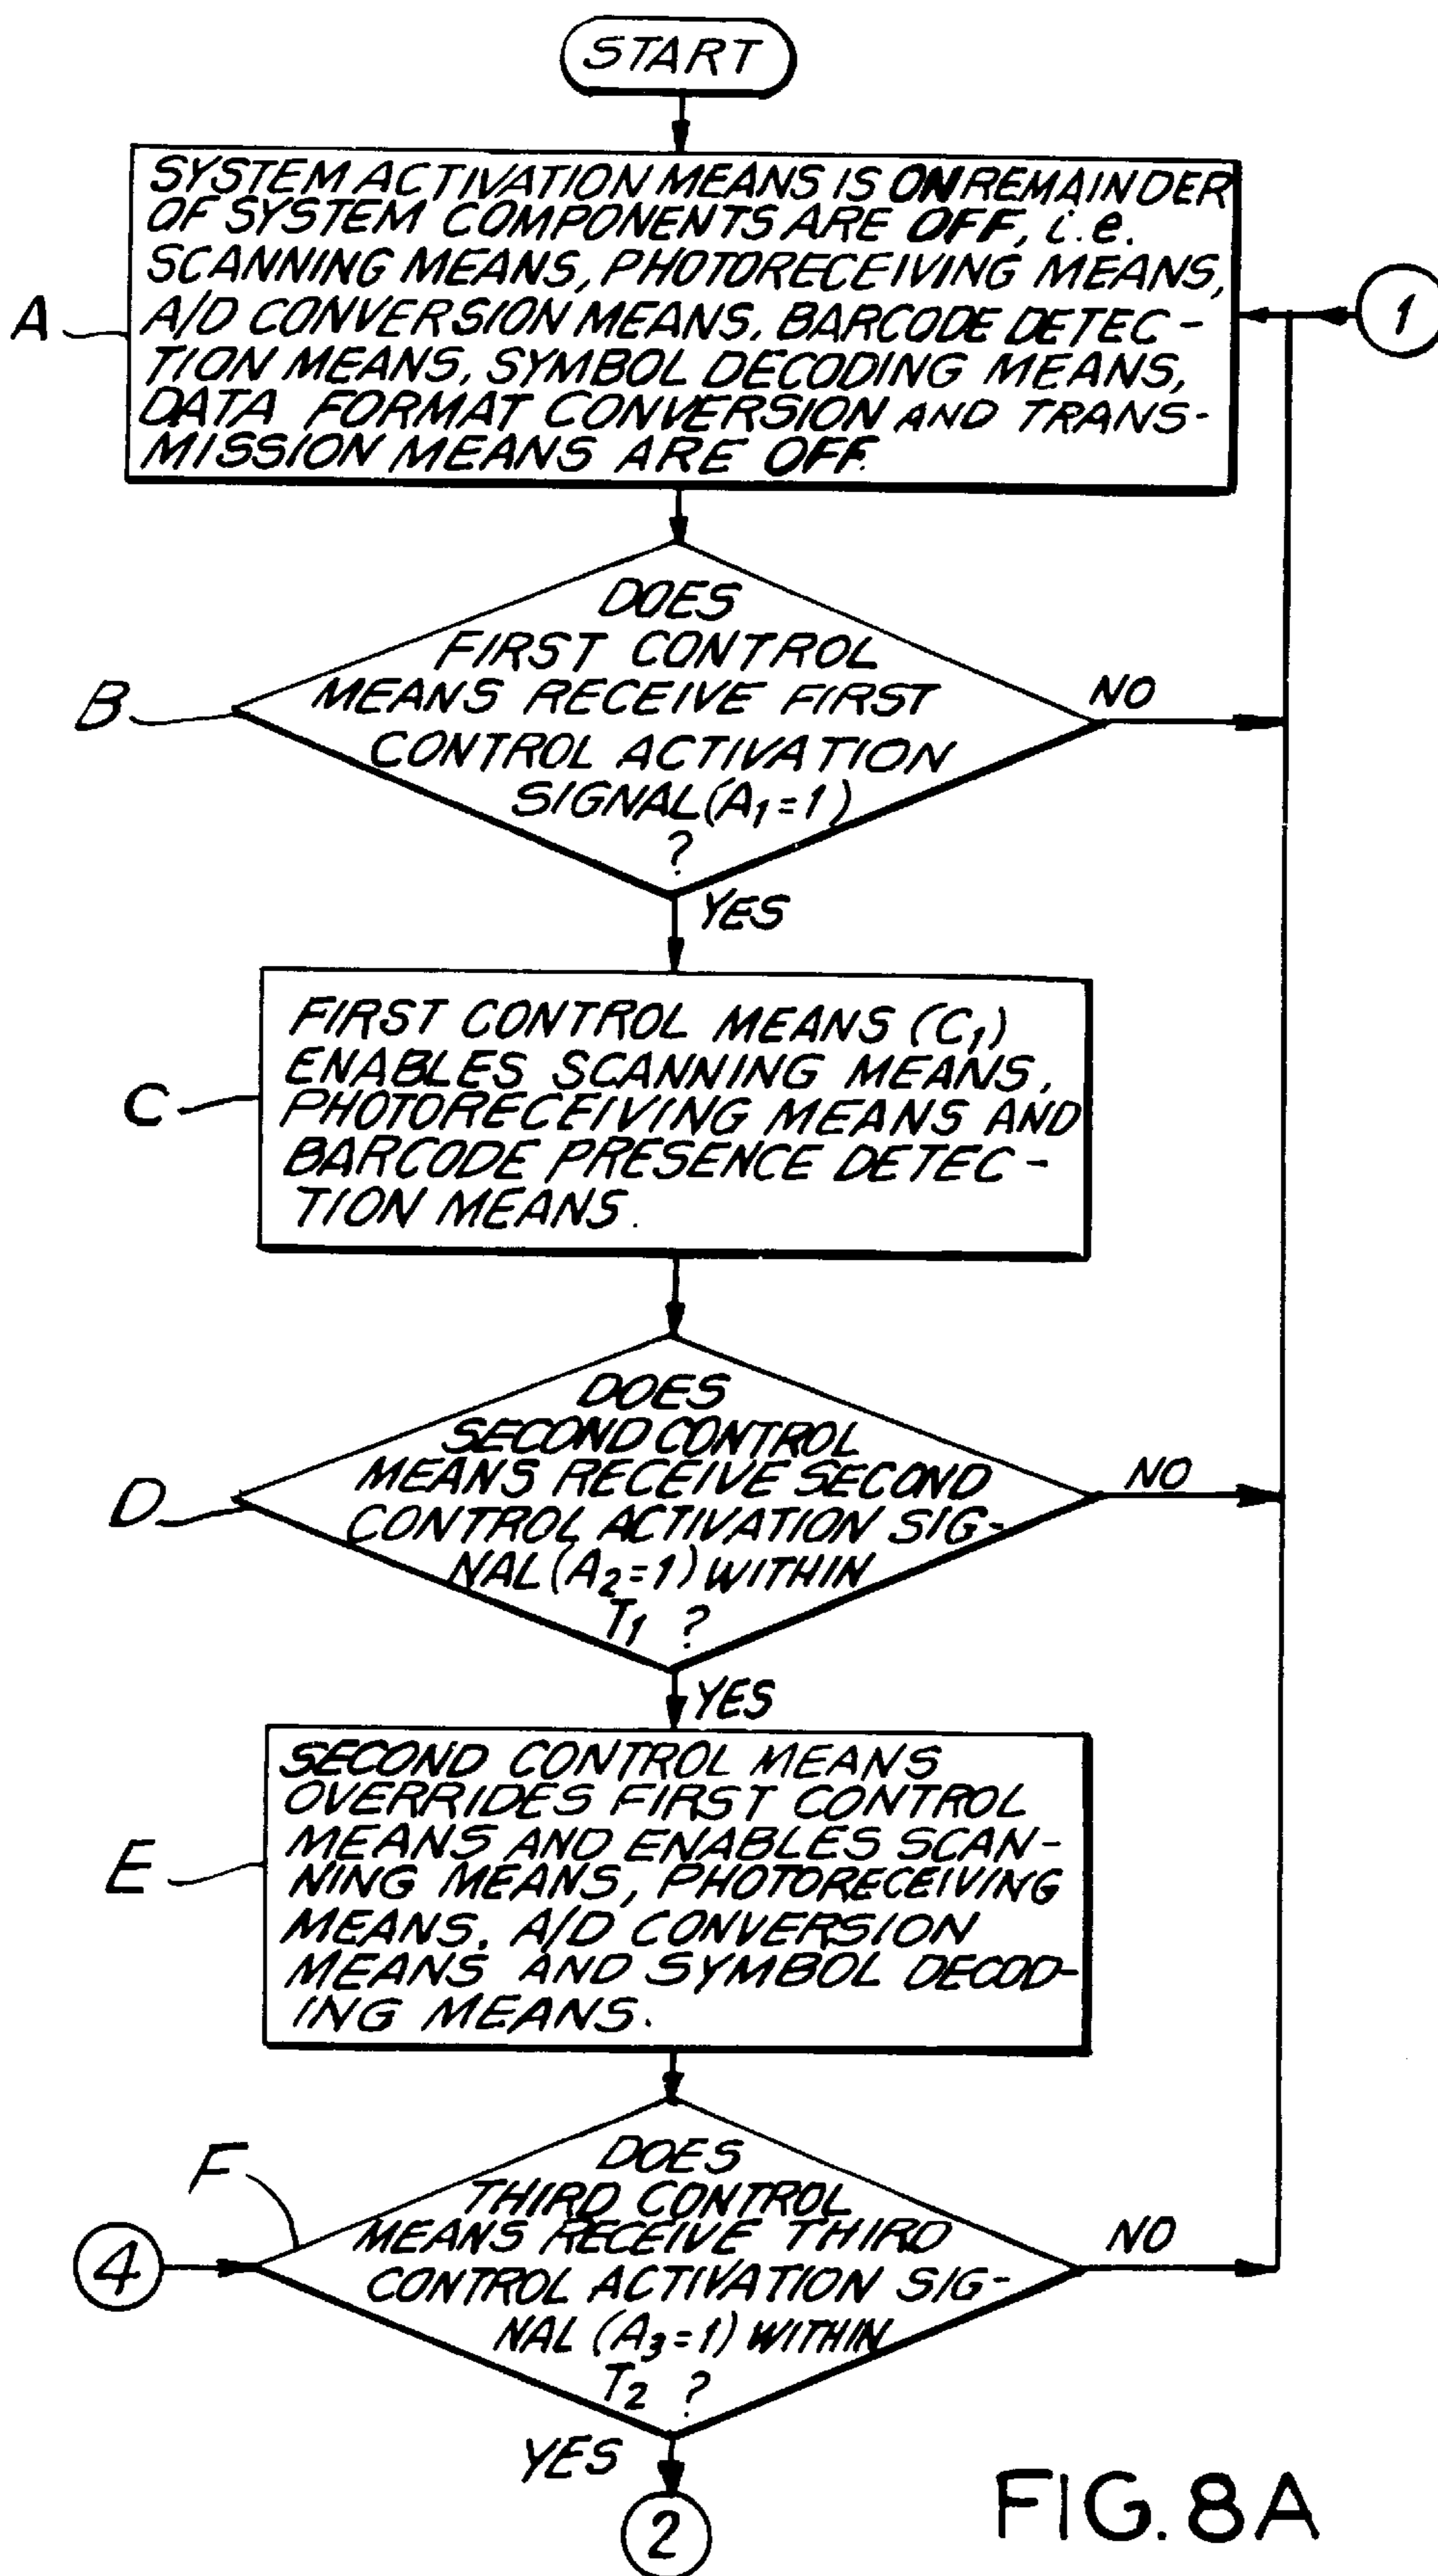 START
SYSTEM ACTIVATION MEANS IS ON REMAINDER
OF SYSTEM COMPONENTS ARE OFF, i.e.
SCANNING MEANS, PHOTORECEIVING MEANS,
A/D CONVERSION MEANS, BARCODE DETEC-
TION MEANS, SYMBOL DECODING MEANS,
DATA FORMAT CONVERSION AND TRANS-
MISSION MEANS ARE OFF.
A
1
DOES
FIRST CONTROL
MEANS RECEIVE FIRST
CONTROL ACTIVATION
SIGNAL (A₁=1)
?
B
NO
YES
FIRST CONTROL MEANS (C₁)
ENABLES SCANNING MEANS,
PHOTORECEIVING MEANS AND
BARCODE PRESENCE DETEC-
TION MEANS.
C
DOES
SECOND CONTROL
MEANS RECEIVE SECOND
CONTROL ACTIVATION SIG-
NAL (A₂=1) WITHIN
T₁ ?
D
NO
YES
SECOND CONTROL MEANS
OVERRIDES FIRST CONTROL
MEANS AND ENABLES SCAN-
NING MEANS, PHOTORECEIVING
MEANS, A/D CONVERSION
MEANS AND SYMBOL DECOD-
ING MEANS.
E
DOES
THIRD CONTROL
MEANS RECEIVE THIRD
CONTROL ACTIVATION SIG-
NAL (A₃=1) WITHIN
T₂ ?
F
4
NO
YES
2
FIG. 8A